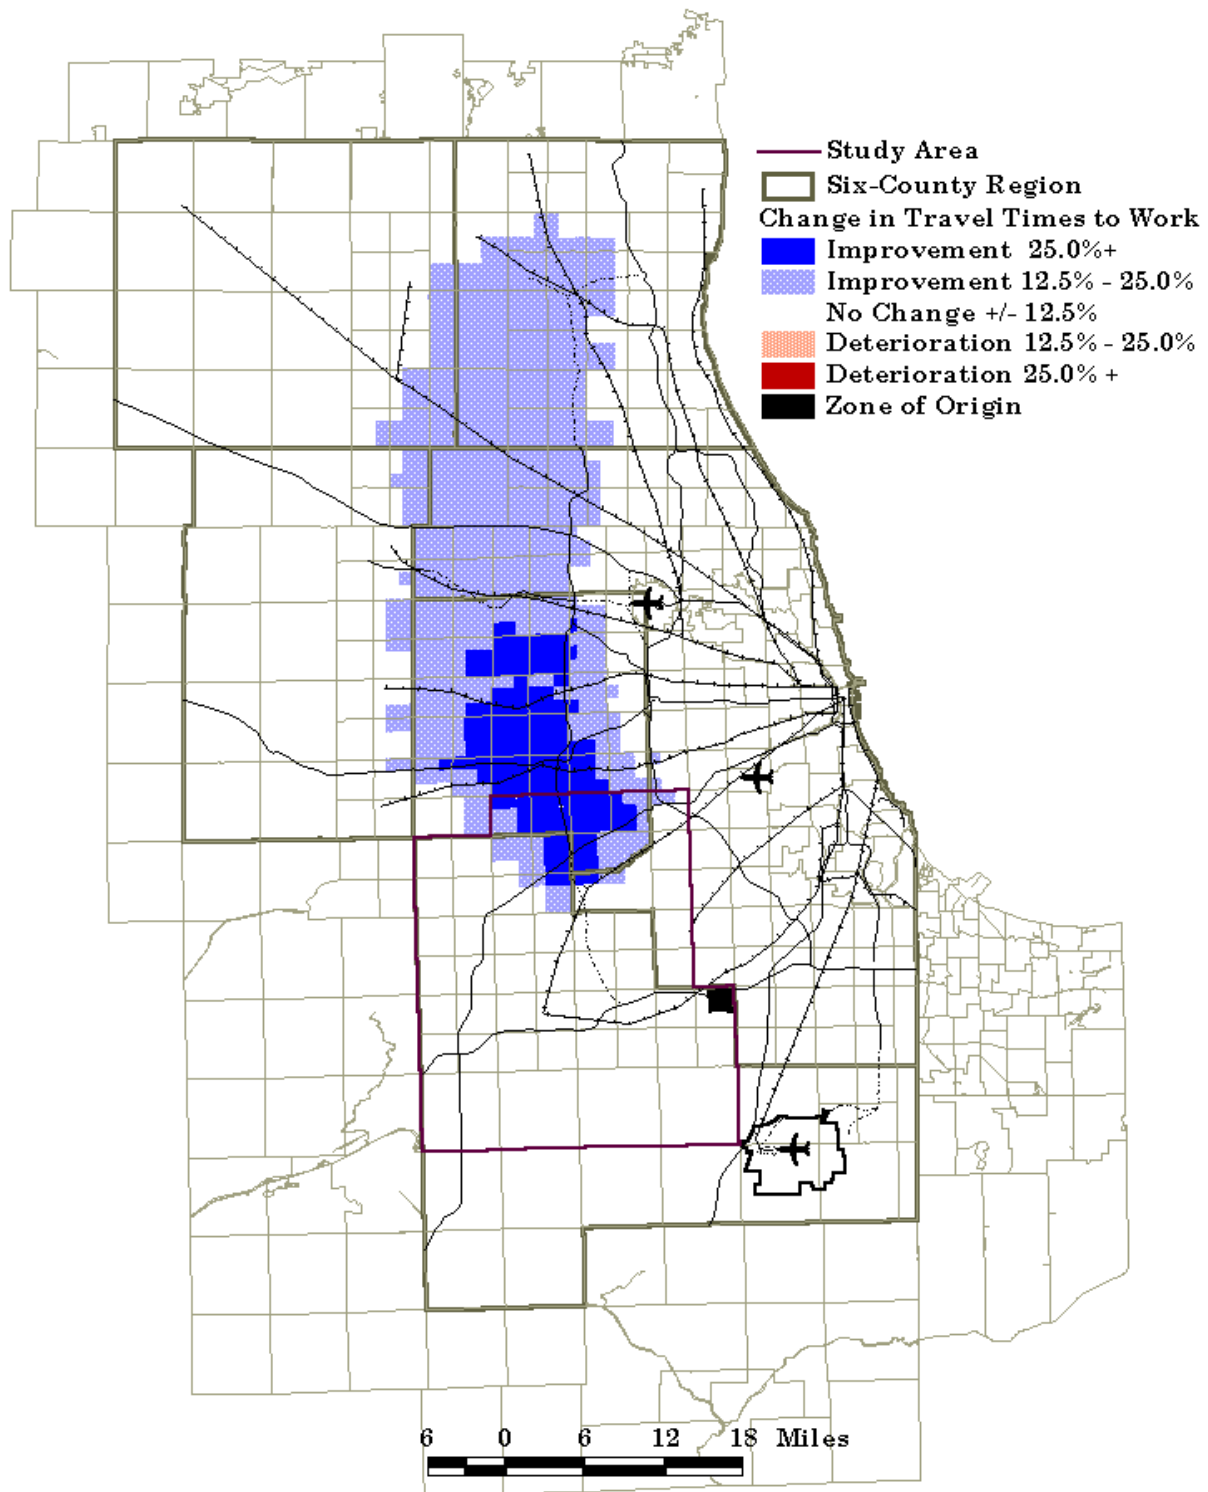 Study Area
Six-County Region
Change in Travel Times to Work
Improvement 25.0%+
Improvement 12.5% - 25.0%
No Change +/- 12.5%
Deterioration 12.5% - 25.0%
Deterioration 25.0% +
Zone of Origin
6 0 6 12 18 Miles